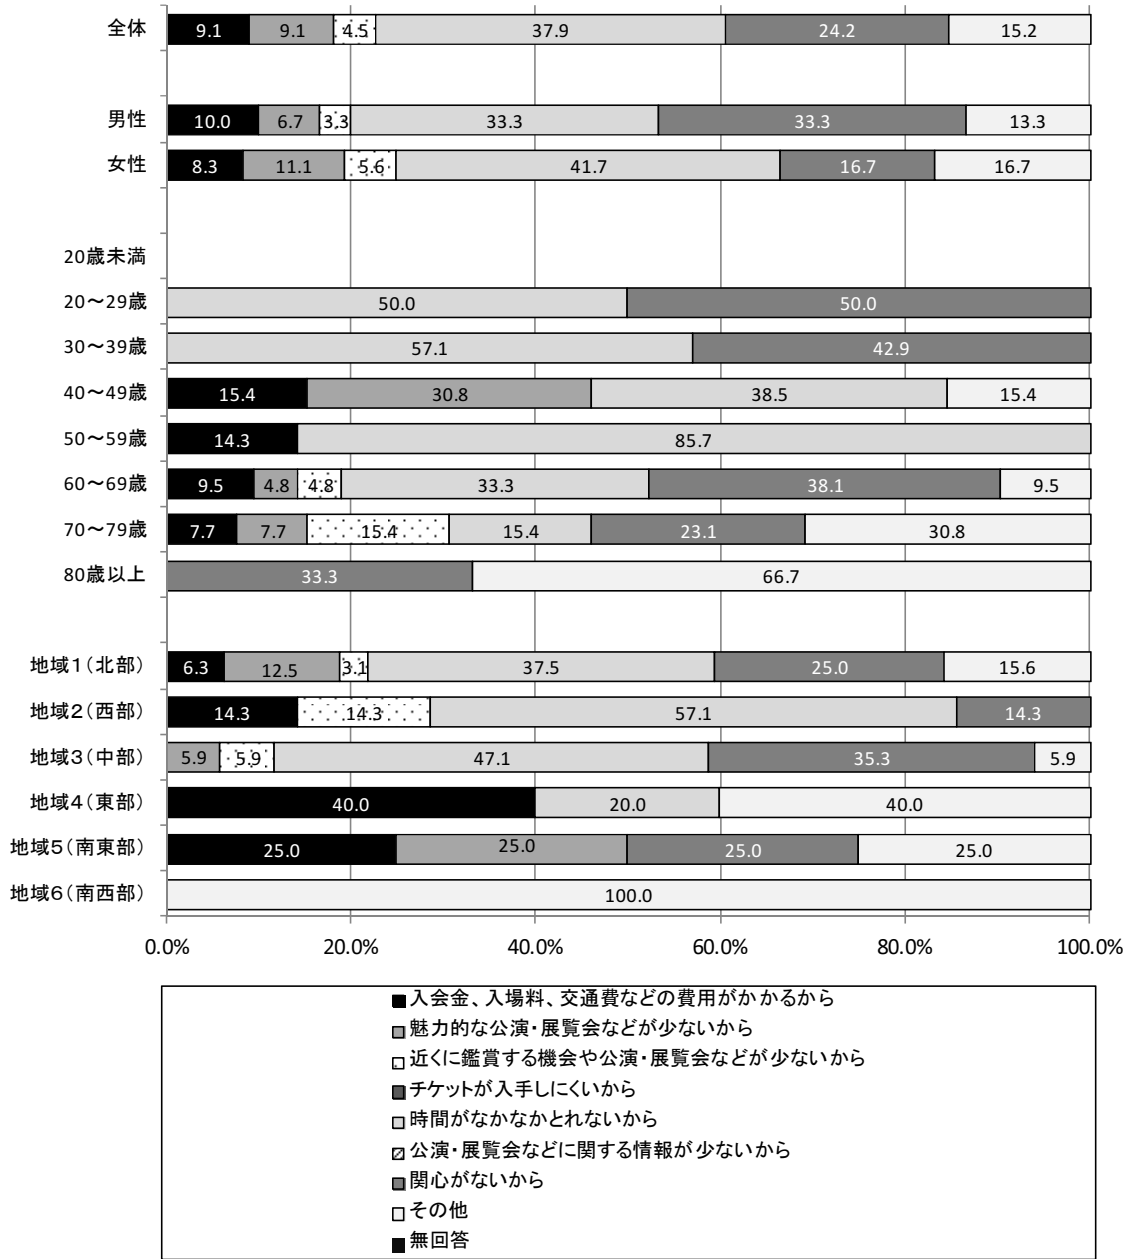 全体 9.1 9.1 4.5 37.9 24.2 15.2
男性 10.0 6.7 3.3 33.3 33.3 13.3
女性 8.3 11.1 5.6 41.7 16.7 16.7
20歳未満
20～29歳 50.0 50.0
30～39歳 57.1 42.9
40～49歳 15.4 30.8 38.5 15.4
50～59歳 14.3 85.7
60～69歳 9.5 4.8 4.8 33.3 38.1 9.5
70～79歳 7.7 7.7 15.4 15.4 23.1 30.8
80歳以上 33.3 66.7
地域1(北部) 6.3 12.5 3.1 37.5 25.0 15.6
地域2(西部) 14.3 14.3 57.1 14.3
地域3(中部) 5.9 5.9 47.1 35.3 5.9
地域4(東部) 40.0 20.0 40.0
地域5(南東部) 25.0 25.0 25.0 25.0
地域6(南西部) 100.0
0.0% 20.0% 40.0% 60.0% 80.0% 100.0%
入会金、入場料、交通費などの費用がかかるから
魅力的な公演・展覧会などが少ないから
近くに鑑賞する機会や公演・展覧会などが少ないから
チケットが入手しにくいから
時間がなかなかとれないから
公演・展覧会などに関する情報が少ないから
関心がないから
その他
無回答